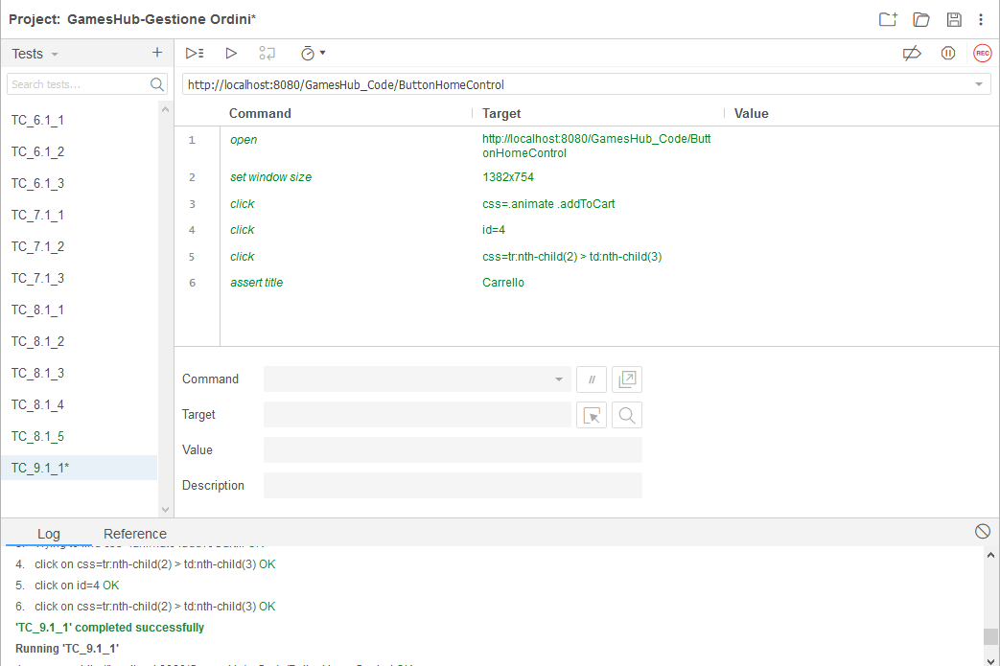 Project: GamesHub-Gestione Ordini*
Tests
Search tests...
REC
http://localhost:8080/GamesHub_Code/ButtonHomeControl
Command Target Value
1 open http://localhost:8080/GamesHub_Code/Butt
onHomeControl
2 set window size 1382x754
3 click css=.animate .addToCart
4 click id=4
5 click css=tr:nth-child(2) > td:nth-child(3)
6 assert title Carrello
TC_6.1_1
TC_6.1_2
TC_6.1_3
TC_7.1_1
TC_7.1_2
TC_7.1_3
TC_8.1_1
TC_8.1_2
TC_8.1_3
TC_8.1_4
TC_8.1_5
TC_9.1_1*
Command //
Target
Value
Description
Log Reference
4. click on css=tr:nth-child(2) > td:nth-child(3) OK
5. click on id=4 OK
6. click on css=tr:nth-child(2) > td:nth-child(3) OK
'TC_9.1_1' completed successfully
Running 'TC_9.1_1'